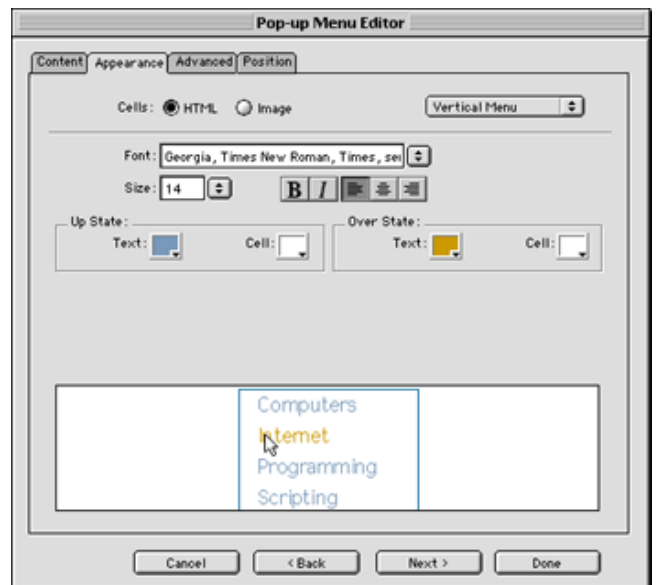 Pop-up Menu Editor
Content Appearance Advanced Position
Cells: HTML Image Vertical Menu
Font: Georgia, Times New Roman, Times, ser
Size: 14 B I
Up State: Over State:
Text: Cell: Text: Cell:
Computers
Internet
Programming
Scripting
Cancel < Back Next > Done